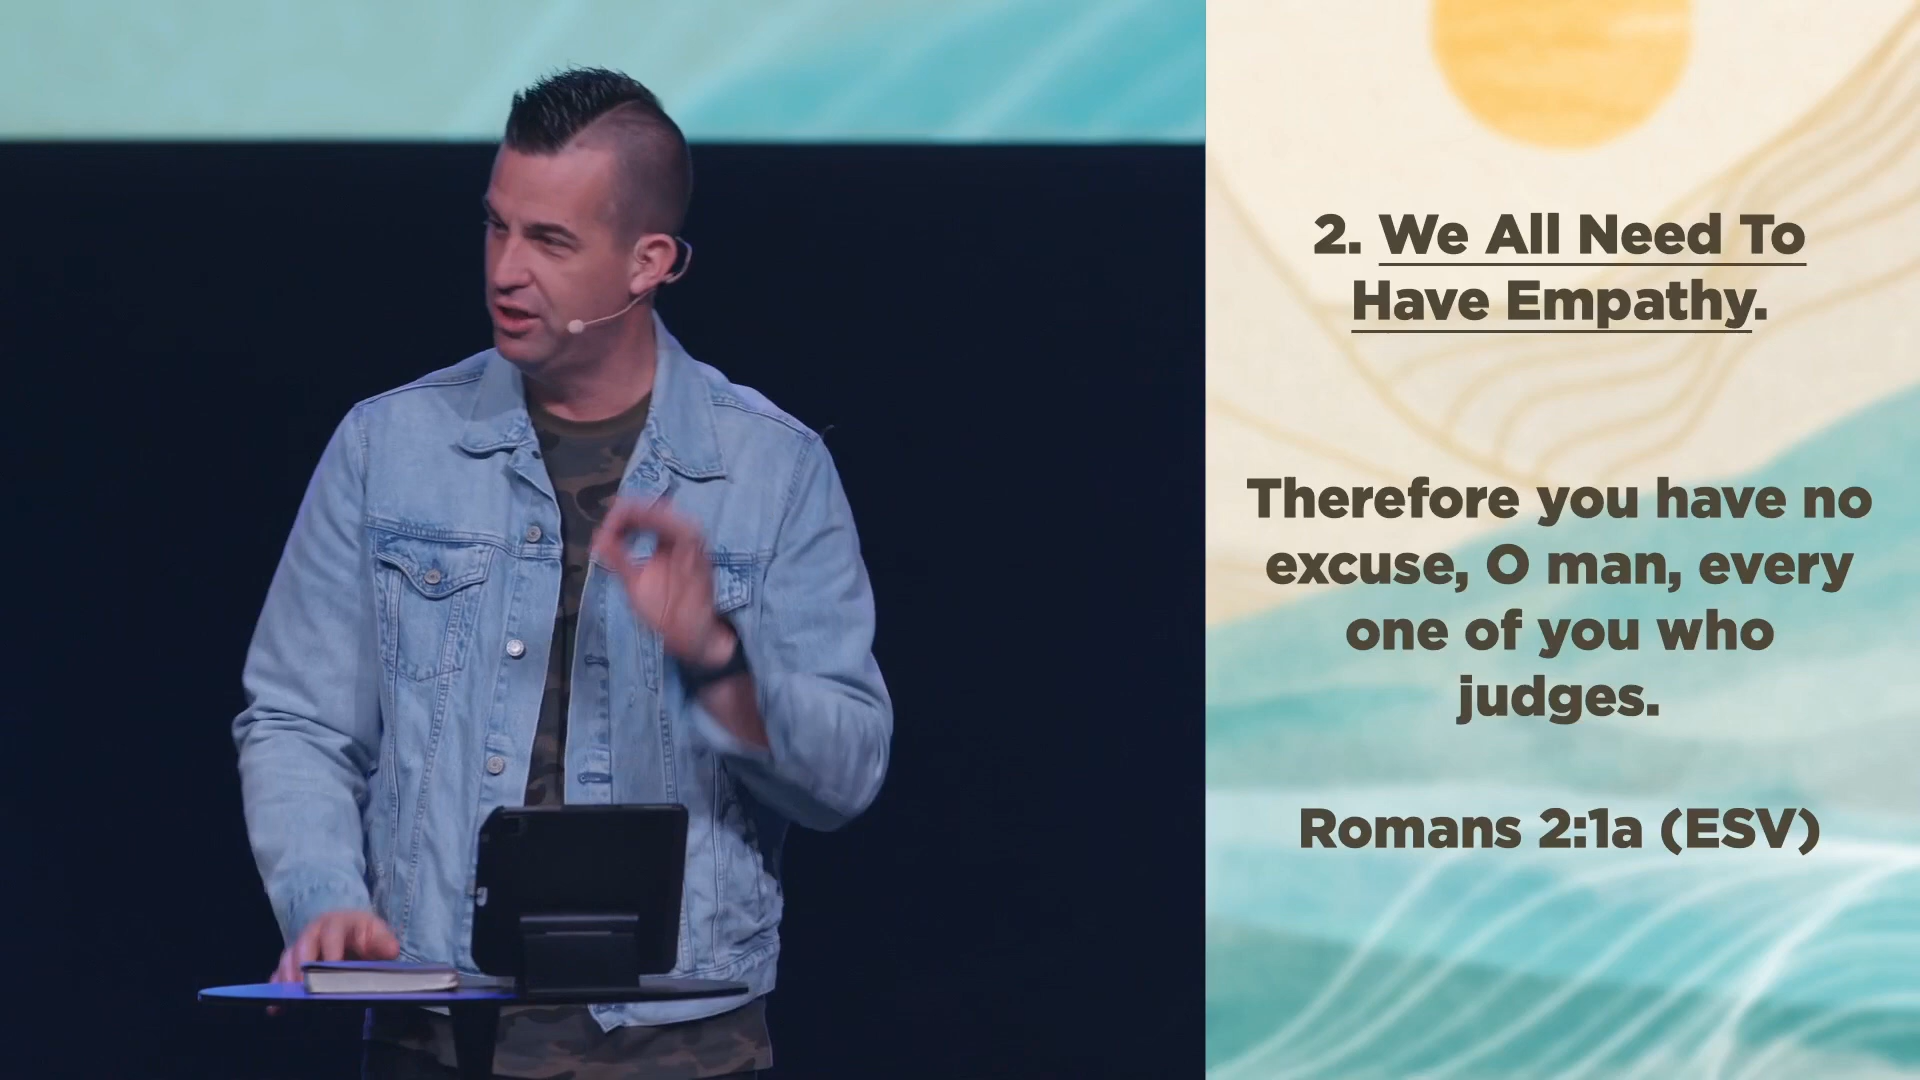 2. We All Need To
Have Empathy.
Therefore you have no
excuse, O man, every
one of you who
judges.
Romans 2:1a (ESV)